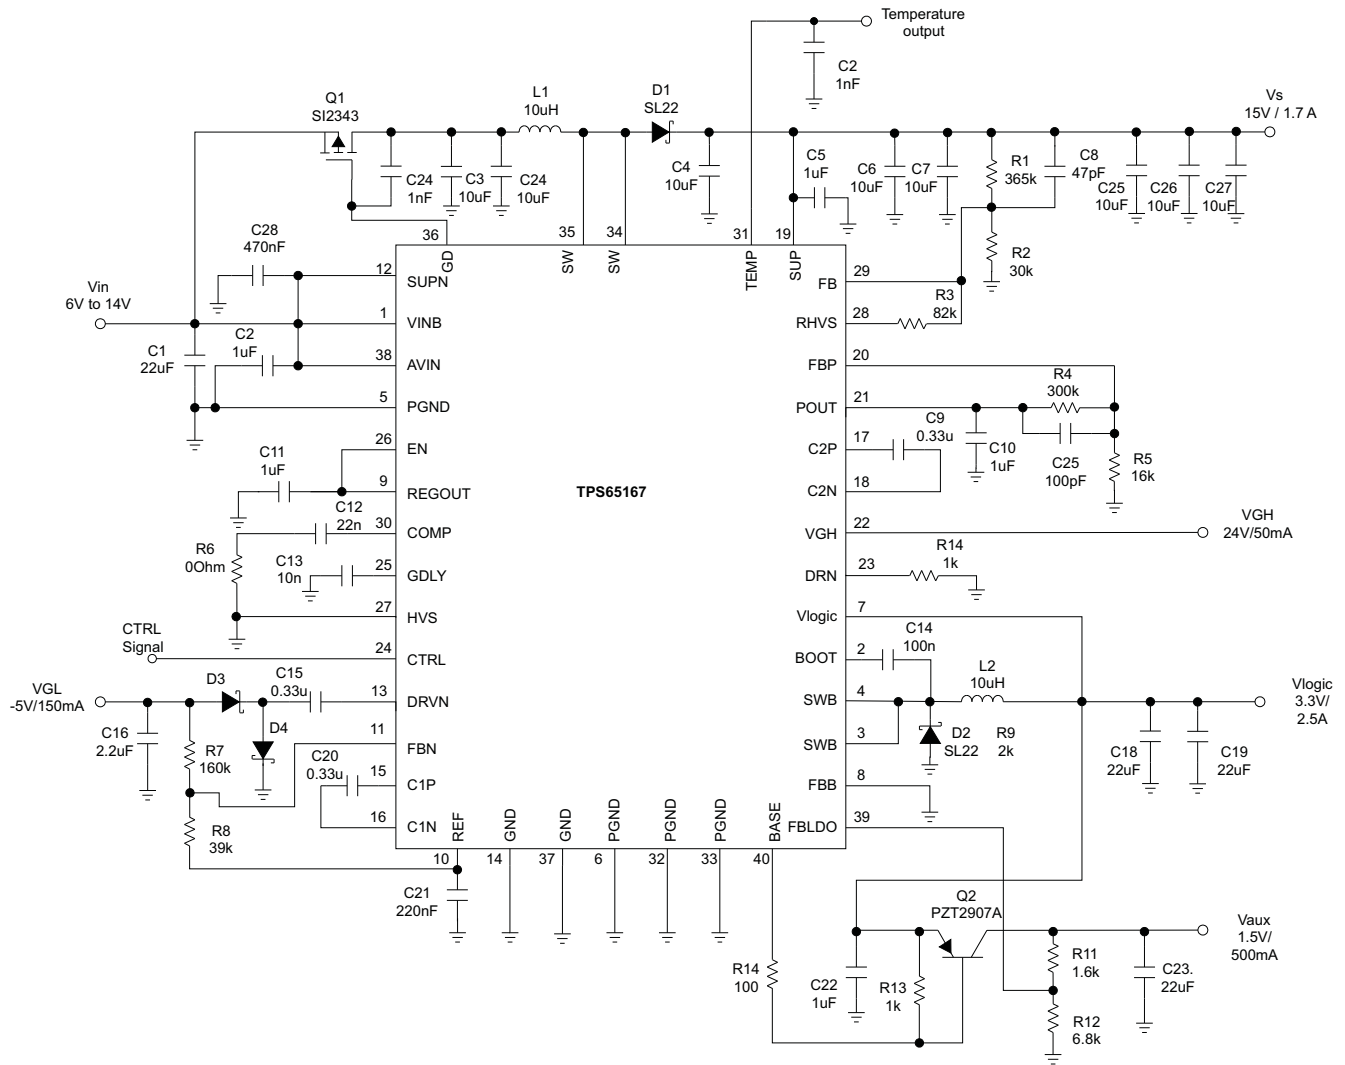 Temperature
output
C2
1nF
Q1
SI2343
L1
10uH
D1
SL22
Vs
15V / 1.7 A
C24
1nF
C3
10uF
C24
10uF
C4
10uF
C5
1uF
C6
10uF
C7
10uF
R1
365k
C8
47pF
C25
10uF
C26
10uF
C27
10uF
R2
30k
36
GD
35
SW
34
SW
31
TEMP
19
SUP
C28
470nF
12
SUPN
Vin
6V to 14V
1
VINB
C1
22uF
C2
1uF
38
AVIN
5
PGND
26
EN
C11
1uF
9
REGOUT
C12
22n
30
COMP
R6
0Ohm
C13
10n
25
GDLY
27
HVS
CTRL
Signal
24
CTRL
VGL
-5V/150mA
D3
C15
0.33u
13
DRVN
C16
2.2uF
R7
160k
D4
11
FBN
C20
0.33u
15
C1P
16
C1N
R8
39k
TPS65167
29
FB
28
RHVS
R3
82k
20
FBP
R4
300k
21
POUT
C9
0.33u
C10
1uF
C25
100pF
R5
16k
17
C2P
18
C2N
22
VGH
VGH
24V/50mA
23
DRN
R14
1k
7
Vlogic
C14
100n
2
BOOT
4
SWB
L2
10uH
Vlogic
3.3V/
2.5A
3
SWB
D2
SL22
R9
2k
C18
22uF
C19
22uF
8
FBB
39
FBLDO
REF
10
GND
14
GND
37
PGND
6
PGND
32
PGND
33
BASE
40
C21
220nF
Q2
PZT2907A
Vaux
1.5V/
500mA
R14
100
C22
1uF
R13
1k
R11
1.6k
C23.
22uF
R12
6.8k